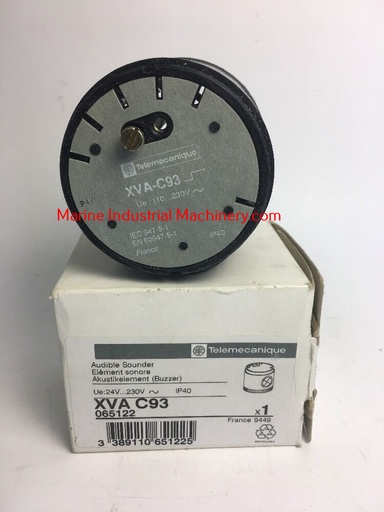 Telemecanique
XVA-C93
Ue: 110...230V ~
Marine Industrial Machinery.com
IEC 947-5-1
EN 60947-5-1
IP40
France
Telemecanique
Audible Sounder
Elément sonore
Akustikelement (Buzzer)
Ue:24V...230V ~ IP40
XVA C93
065122
x1
France 9449
3 389110 651225